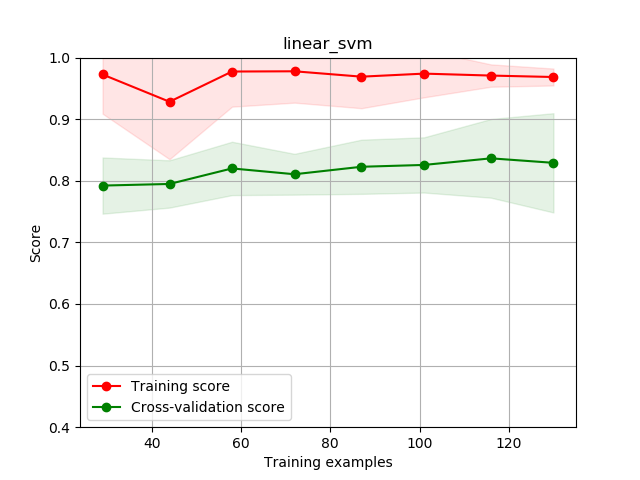 linear_svm
1.0
0.9
0.8
0.7
0.6
0.5
0.4
Score
Training score
Cross-validation score
40 60 80 100 120
Training examples